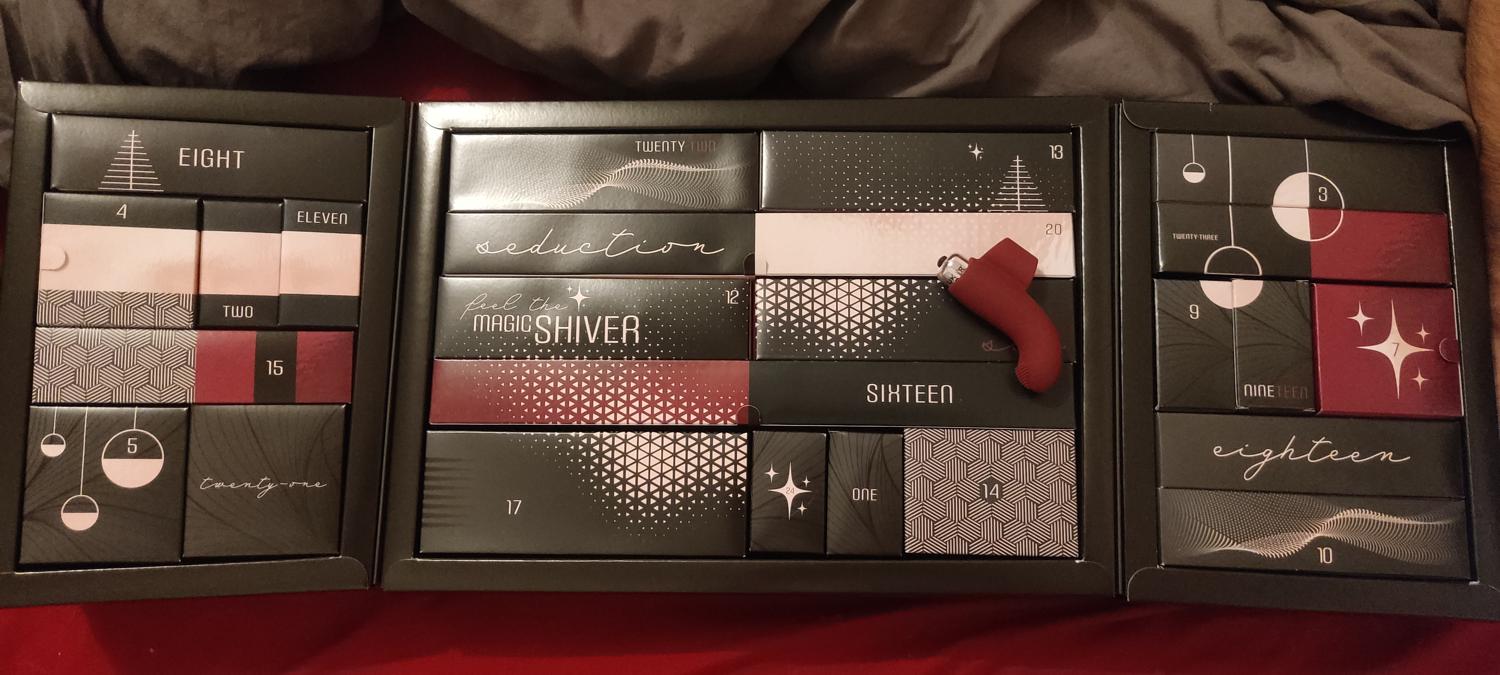 EIGHT
4
ELEVEN
TWO
15
5
twenty-one
TWENTY TWO
13
seduction
20
feel the
12
MAGIC SHIVER
SIXTEEN
17
24
ONE
14
3
TWENTY-THREE
9
7
NINETEEN
eighteen
10